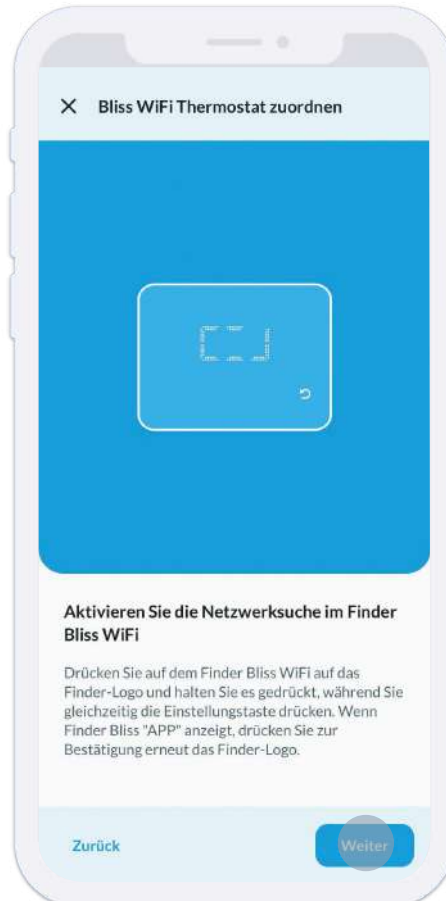 Bliss WiFi Thermostat zuordnen
Aktivieren Sie die Netzwerksuche im Finder
Bliss WiFi
Drücken Sie auf dem Finder Bliss WiFi auf das
Finder-Logo und halten Sie es gedrückt, während Sie
gleichzeitig die Einstellungstaste drücken. Wenn
Finder Bliss "APP" anzeigt, drücken Sie zur
Bestätigung erneut das Finder-Logo.
Zurück
Weiter